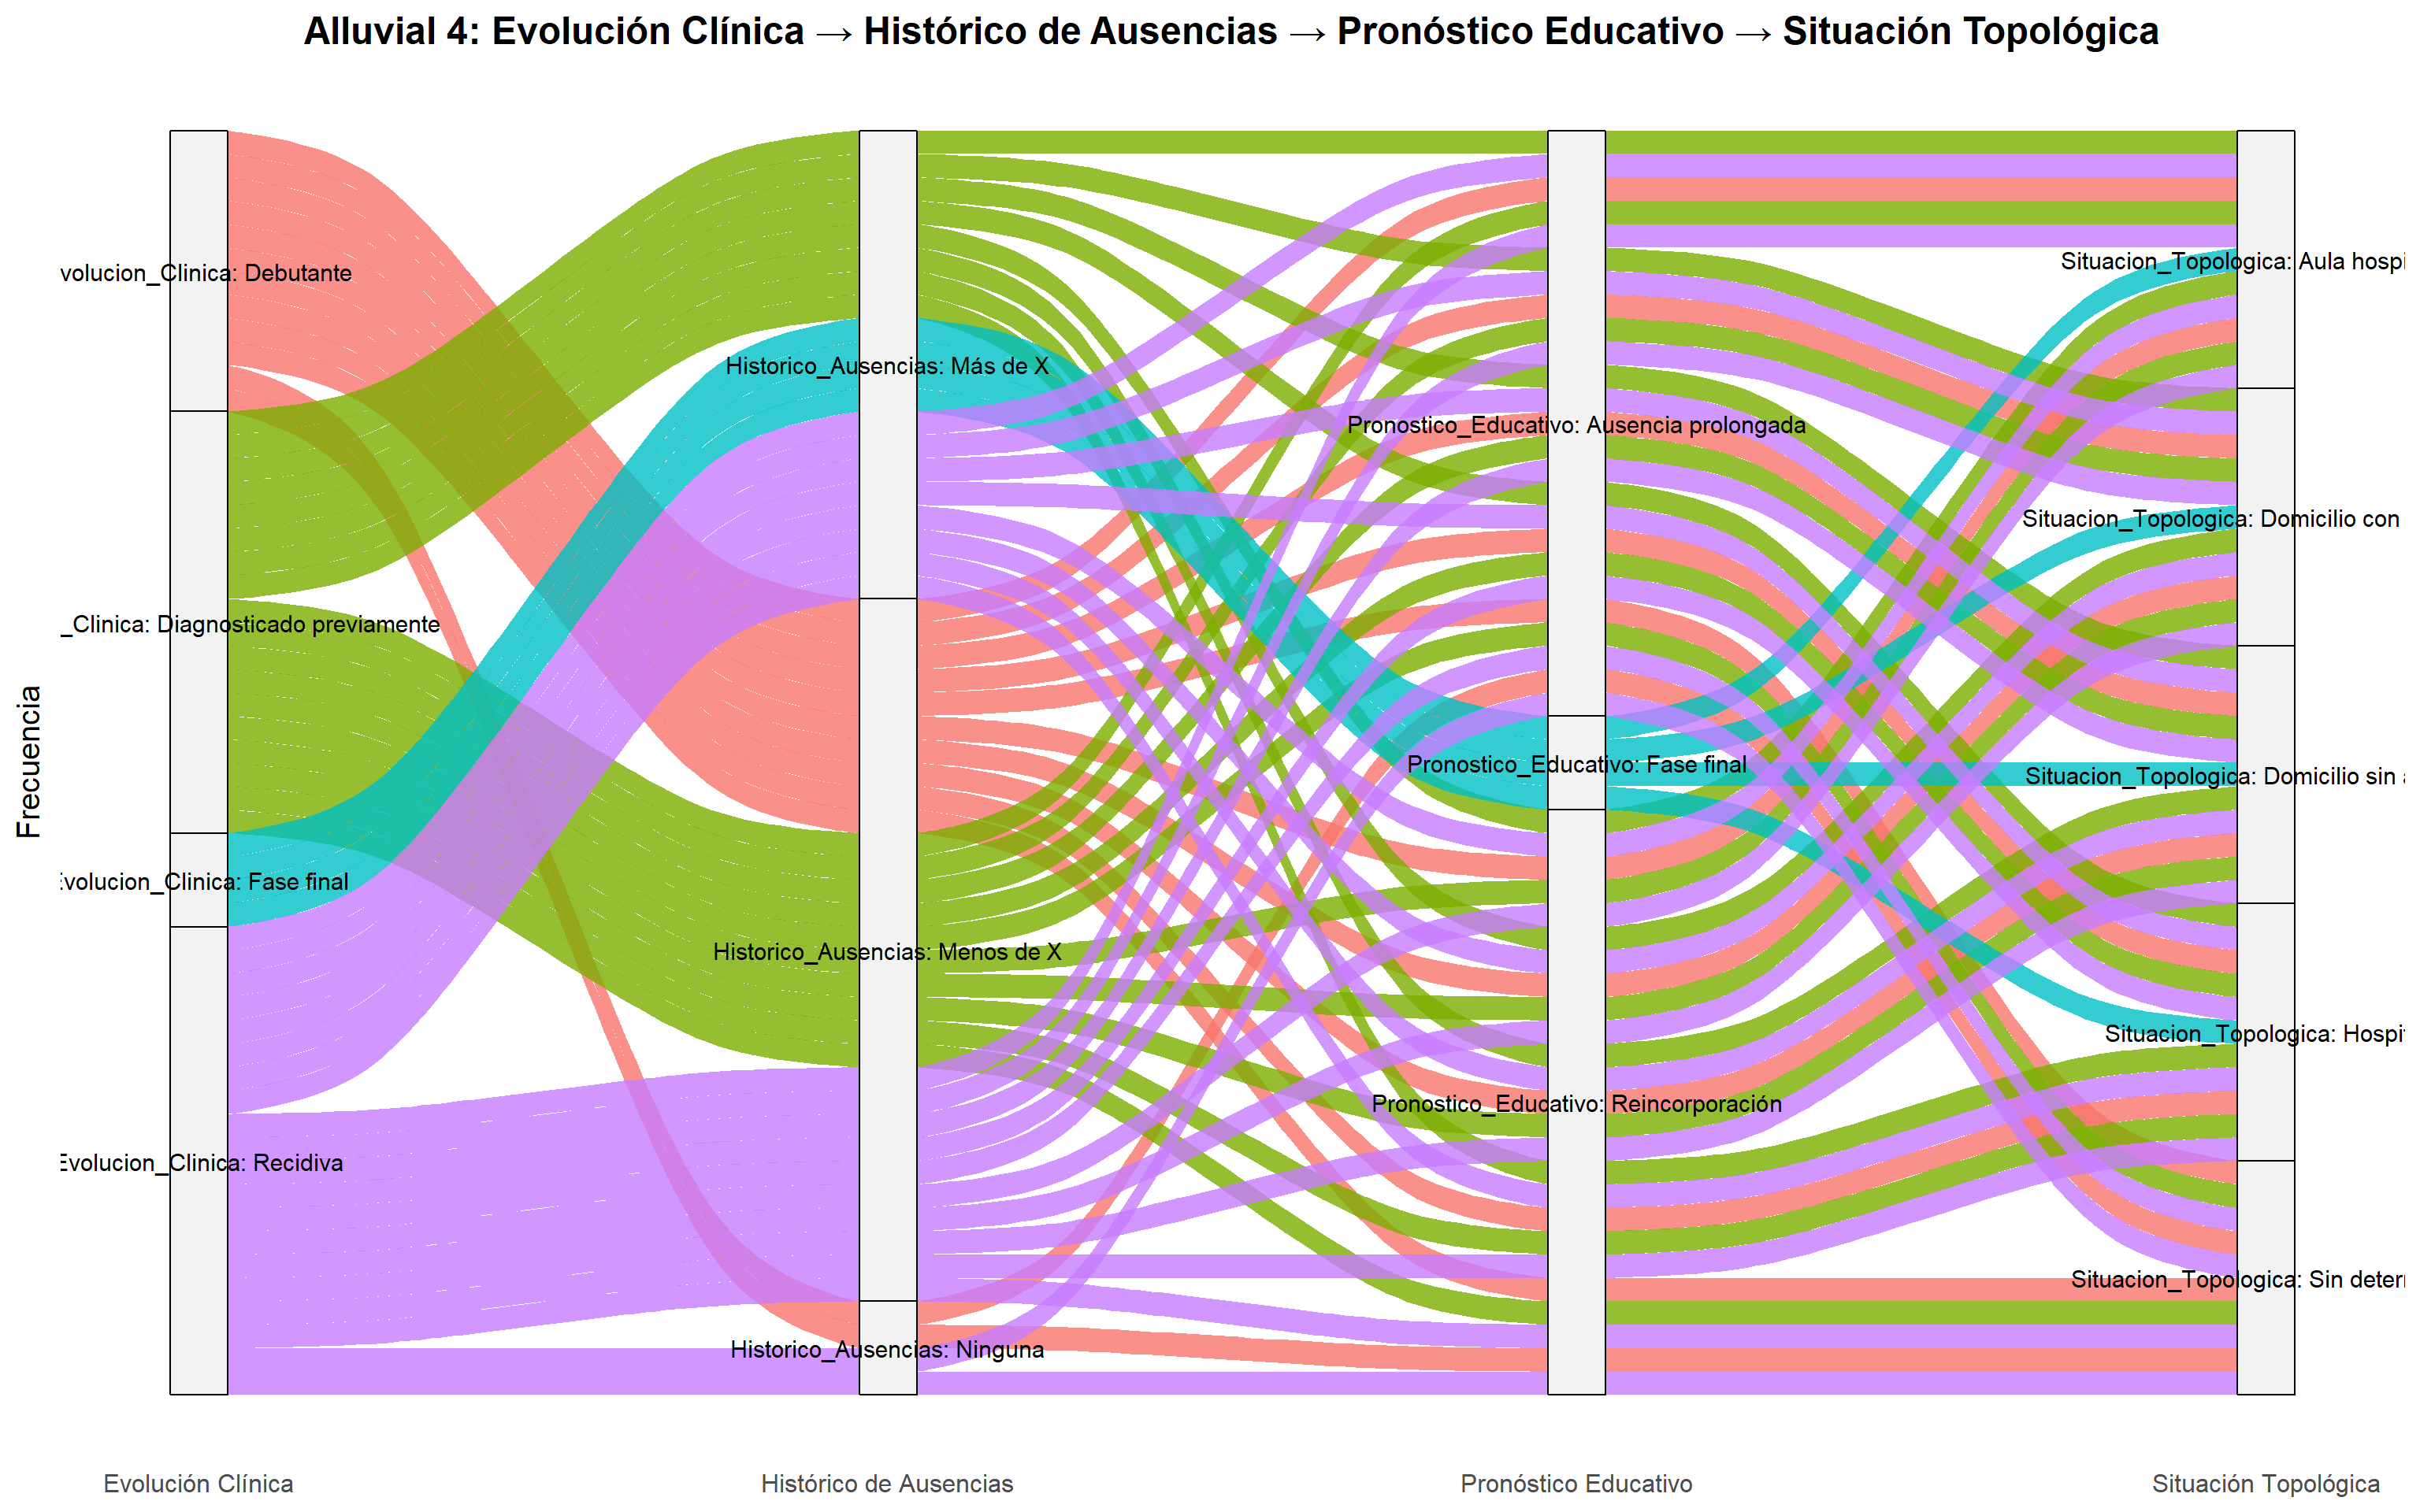 Alluvial 4: Evolución Clínica → Histórico de Ausencias → Pronóstico Educativo → Situación Topológica
Frecuencia
volucion_Clinica: Debutante
_Clinica: Diagnosticado previamente
Evolucion_Clinica: Fase final
Evolucion_Clinica: Recidiva
Historico_Ausencias: Más de X
Historico_Ausencias: Menos de X
Historico_Ausencias: Ninguna
Pronostico_Educativo: Ausencia prolongada
Pronostico_Educativo: Fase final
Pronostico_Educativo: Reincorporación
Situacion_Topologica: Aula hospi
Situacion_Topologica: Domicilio con
Situacion_Topologica: Domicilio sin
Situacion_Topologica: Hospi
Situacion_Topologica: Sin deter
Evolución Clínica
Histórico de Ausencias
Pronóstico Educativo
Situación Topológica